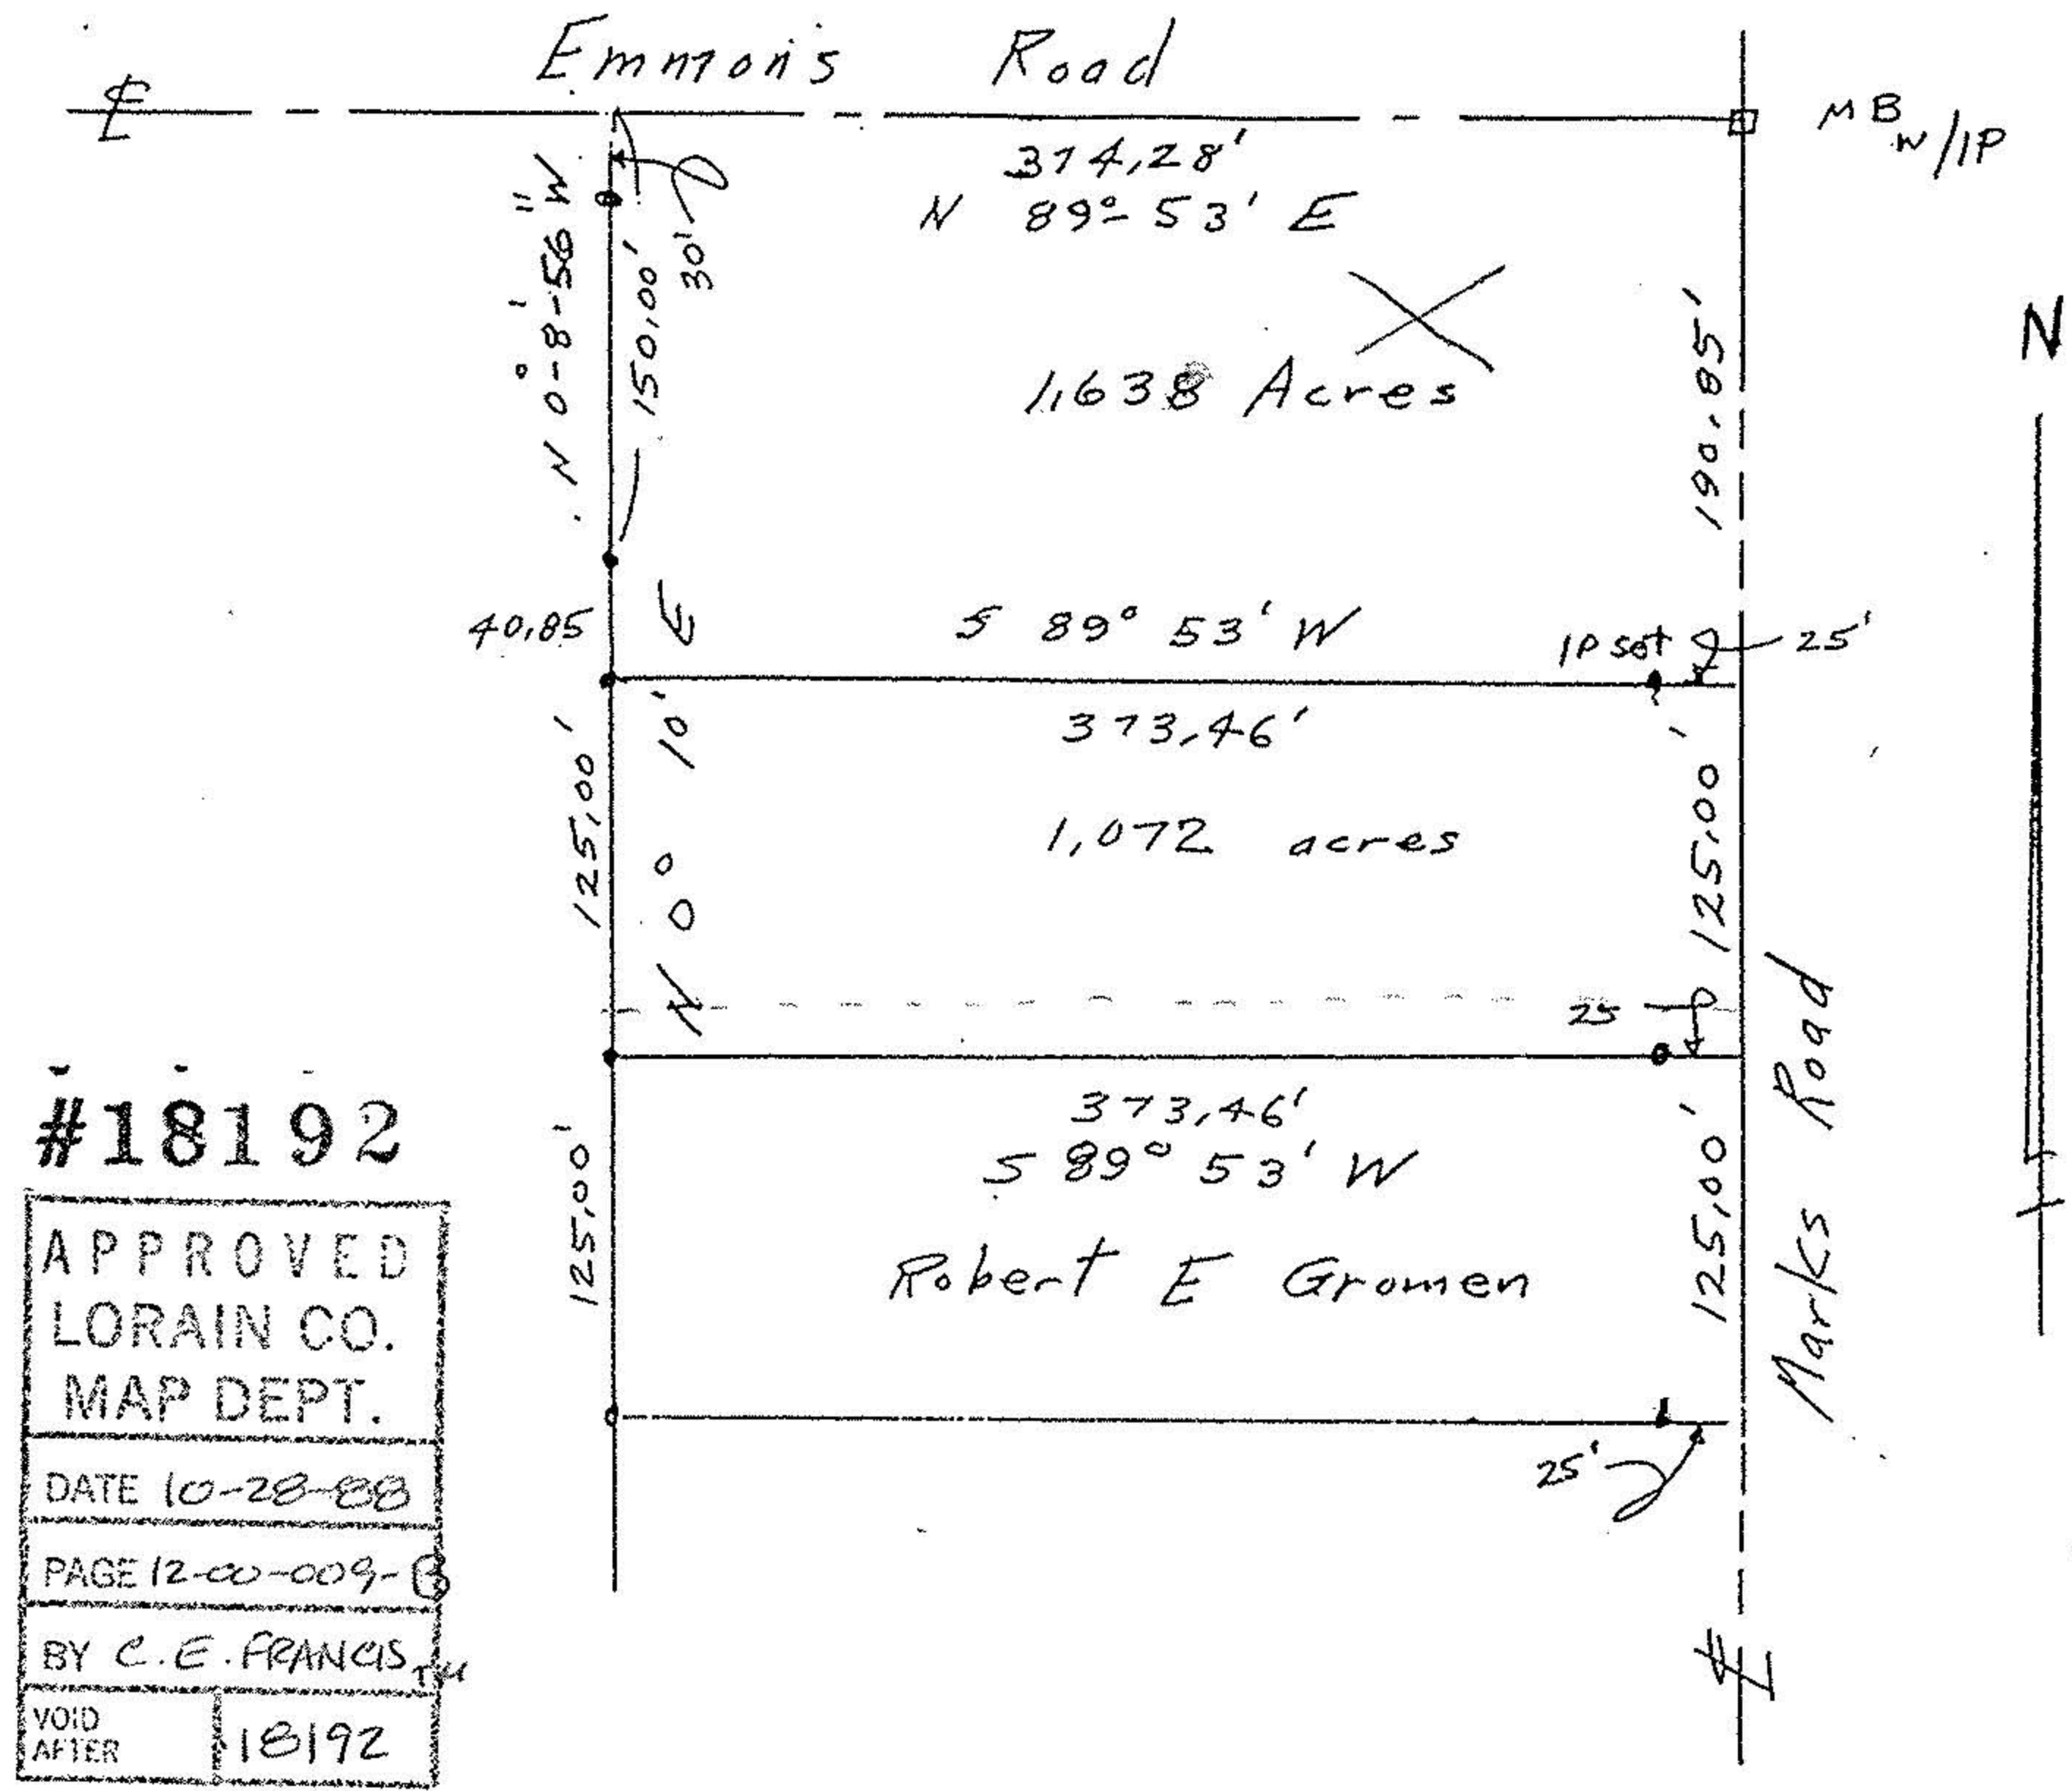 Emmons Road
℄
MB w/IP
374.28'
N 89°-53' E
N 0°-8'-56" W
150.00'
30'
1.638 Acres
190.85'
N
40.85
S 89° 53' W
IP set
25'
373.46'
125.00'
N 0° 10' E
1.072 acres
125.00'
25
373.46'
S 89° 53' W
125.00'
Robert E Gromen
125.00'
Marks Road
25'
℄
#18192
APPROVED
LORAIN CO.
MAP DEPT.
DATE 10-28-88
PAGE 12-00-009-B
BY C.E. FRANCIS
VOID AFTER 18192